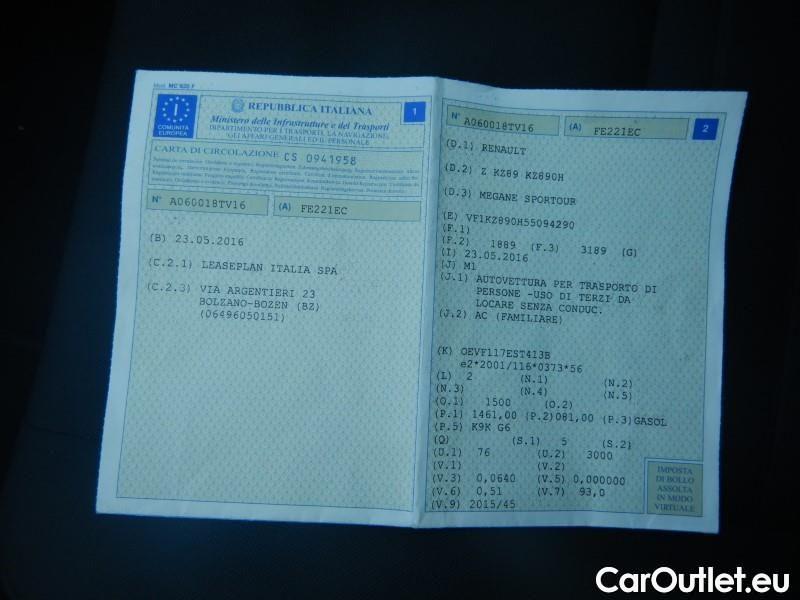 Mod. MC 820 F
COMUNITÀ
EUROPEA
REPUBBLICA ITALIANA
1
Ministero delle Infrastrutture e dei Trasporti
DIPARTIMENTO PER I TRASPORTI, LA NAVIGAZIONE,
GLI AFFARI GENERALI ED IL PERSONALE
CARTA DI CIRCOLAZIONE CS 0941958
N° A060018TV16 (A) FE221EC
(B) 23.05.2016
(C.2.1) LEASEPLAN ITALIA SPA
(C.2.3) VIA ARGENTIERI 23
BOLZANO-BOZEN (BZ)
(06496050151)
N° A060018TV16 (A) FE221EC 2
(D.1) RENAULT
(D.2) Z KZ89 KZ890H
(D.3) MEGANE SPORTOUR
(E) VF1KZ890H55094290
(F.1)
(F.2) 1889 (F.3) 3189 (G)
(I) 23.05.2016
(J) M1
(J.1) AUTOVETTURA PER TRASPORTO DI
PERSONE -USO DI TERZI DA
LOCARE SENZA CONDUC.
(J.2) AC (FAMILIARE)
(K) OEVF117EST413B
e2*2001/116*0373*56
(L) 2 (N.1) (N.2)
(N.3) (N.4) (N.5)
(O.1) 1500 (O.2)
(P.1) 1461,00 (P.2)081,00 (P.3)GASOL
(P.5) K9K G6
(Q) (S.1) 5 (S.2)
(U.1) 76 (U.2) 3000
(V.1) (V.2)
(V.3) 0,0640 (V.5) 0,000000
(V.6) 0,51 (V.7) 93,0
(V.9) 2015/45
IMPOSTA
DI BOLLO
ASSOLTA
IN MODO
VIRTUALE
CarOutlet.eu